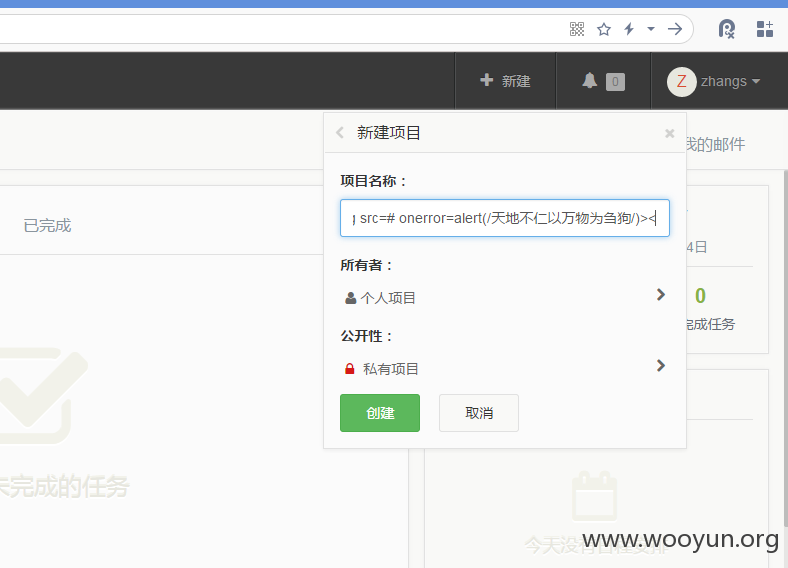 新建
0
Z
zhangs
新建项目
我的邮件
项目名称：
src=# onerror=alert(/天地不仁以万物为刍狗/)><
已完成
4日
所有者：
个人项目
0
完成任务
公开性：
私有项目
创建
取消
未完成的任务
今天没有日程安排
www.wooyun.org